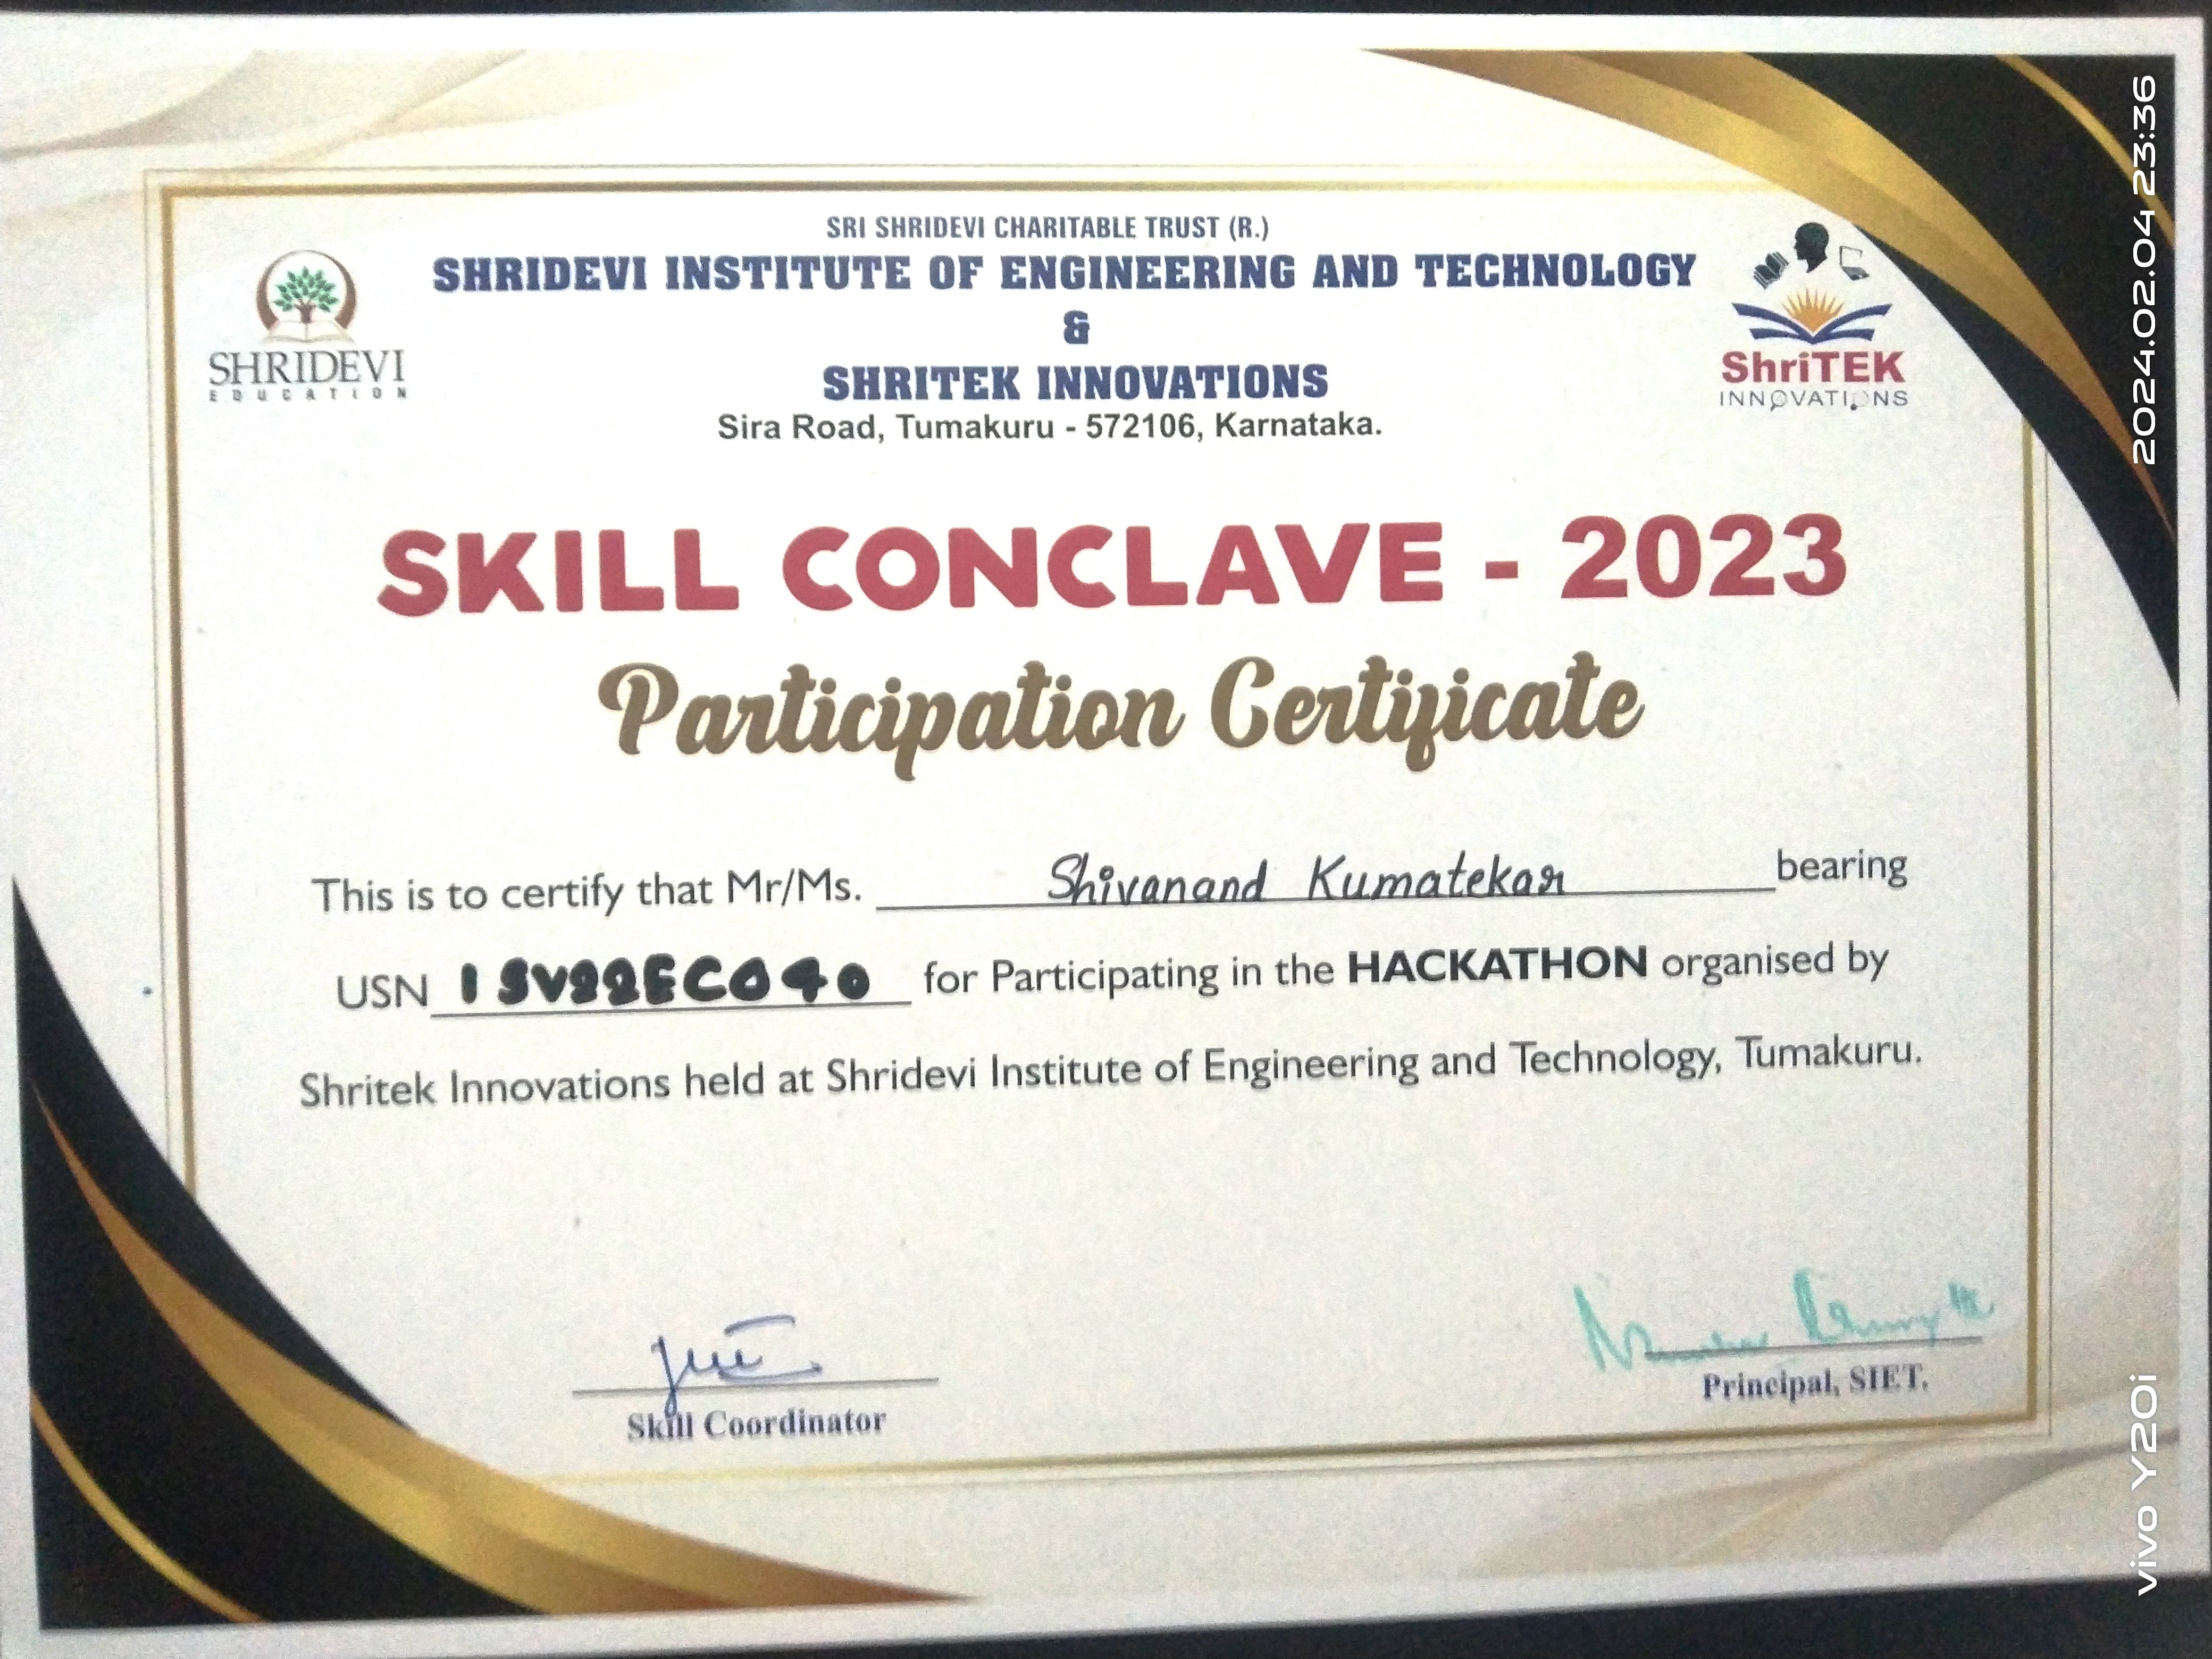 SRI SHRIDEVI CHARITABLE TRUST (R.)
SHRIDEVI INSTITUTE OF ENGINEERING AND TECHNOLOGY
&
SHRITEK INNOVATIONS
Sira Road, Tumakuru - 572106, Karnataka.
SHRIDEVI
EDUCATION
ShriTEK
INNOVATIONS
SKILL CONCLAVE - 2023
Participation Certificate
This is to certify that Mr/Ms. Shivanand Kumatekar bearing
USN 1SV22EC040 for Participating in the HACKATHON organised by
Shritek Innovations held at Shridevi Institute of Engineering and Technology, Tumakuru.
Skill Coordinator
Principal, SIET.
2024.02.04 23:36
vivo Y20i